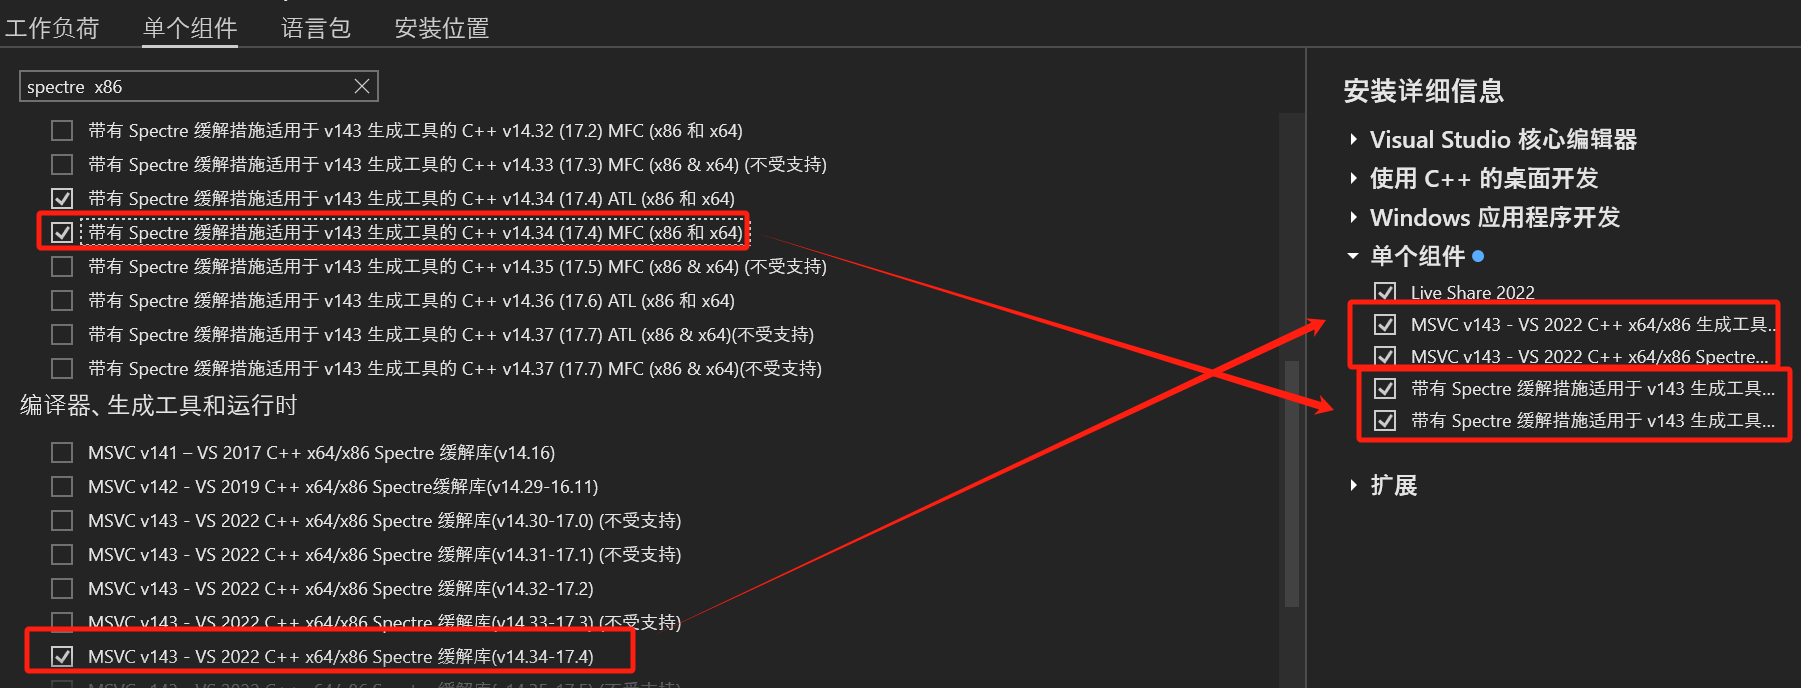 工作负荷 单个组件 语言包 安装位置
spectre x86
带有 Spectre 缓解措施适用于 v143 生成工具的 C++ v14.32 (17.2) MFC (x86 和 x64)
带有 Spectre 缓解措施适用于 v143 生成工具的 C++ v14.33 (17.3) MFC (x86 & x64) (不受支持)
带有 Spectre 缓解措施适用于 v143 生成工具的 C++ v14.34 (17.4) ATL (x86 和 x64)
带有 Spectre 缓解措施适用于 v143 生成工具的 C++ v14.34 (17.4) MFC (x86 和 x64)
带有 Spectre 缓解措施适用于 v143 生成工具的 C++ v14.35 (17.5) MFC (x86 & x64) (不受支持)
带有 Spectre 缓解措施适用于 v143 生成工具的 C++ v14.36 (17.6) ATL (x86 和 x64)
带有 Spectre 缓解措施适用于 v143 生成工具的 C++ v14.37 (17.7) ATL (x86 & x64)(不受支持)
带有 Spectre 缓解措施适用于 v143 生成工具的 C++ v14.37 (17.7) MFC (x86 & x64)(不受支持)
编译器、生成工具和运行时
MSVC v141 – VS 2017 C++ x64/x86 Spectre 缓解库(v14.16)
MSVC v142 - VS 2019 C++ x64/x86 Spectre缓解库(v14.29-16.11)
MSVC v143 - VS 2022 C++ x64/x86 Spectre 缓解库(v14.30-17.0) (不受支持)
MSVC v143 - VS 2022 C++ x64/x86 Spectre 缓解库(v14.31-17.1) (不受支持)
MSVC v143 - VS 2022 C++ x64/x86 Spectre 缓解库(v14.32-17.2)
MSVC v143 - VS 2022 C++ x64/x86 Spectre 缓解库(v14.33-17.3) (不受支持)
MSVC v143 - VS 2022 C++ x64/x86 Spectre 缓解库(v14.34-17.4)
安装详细信息
Visual Studio 核心编辑器
使用 C++ 的桌面开发
Windows 应用程序开发
单个组件
Live Share 2022
MSVC v143 - VS 2022 C++ x64/x86 生成工具...
MSVC v143 - VS 2022 C++ x64/x86 Spectre...
带有 Spectre 缓解措施适用于 v143 生成工具...
带有 Spectre 缓解措施适用于 v143 生成工具...
扩展